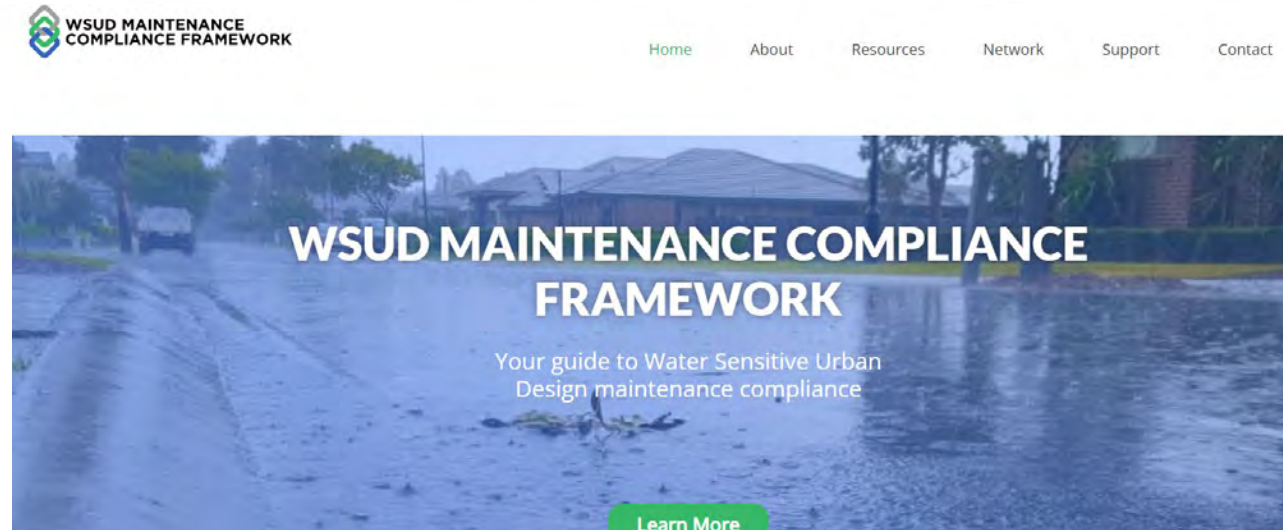 WSUD MAINTENANCE
COMPLIANCE FRAMEWORK
Home About Resources Network Support Contact
WSUD MAINTENANCE COMPLIANCE
FRAMEWORK
Your guide to Water Sensitive Urban
Design maintenance compliance
Learn More